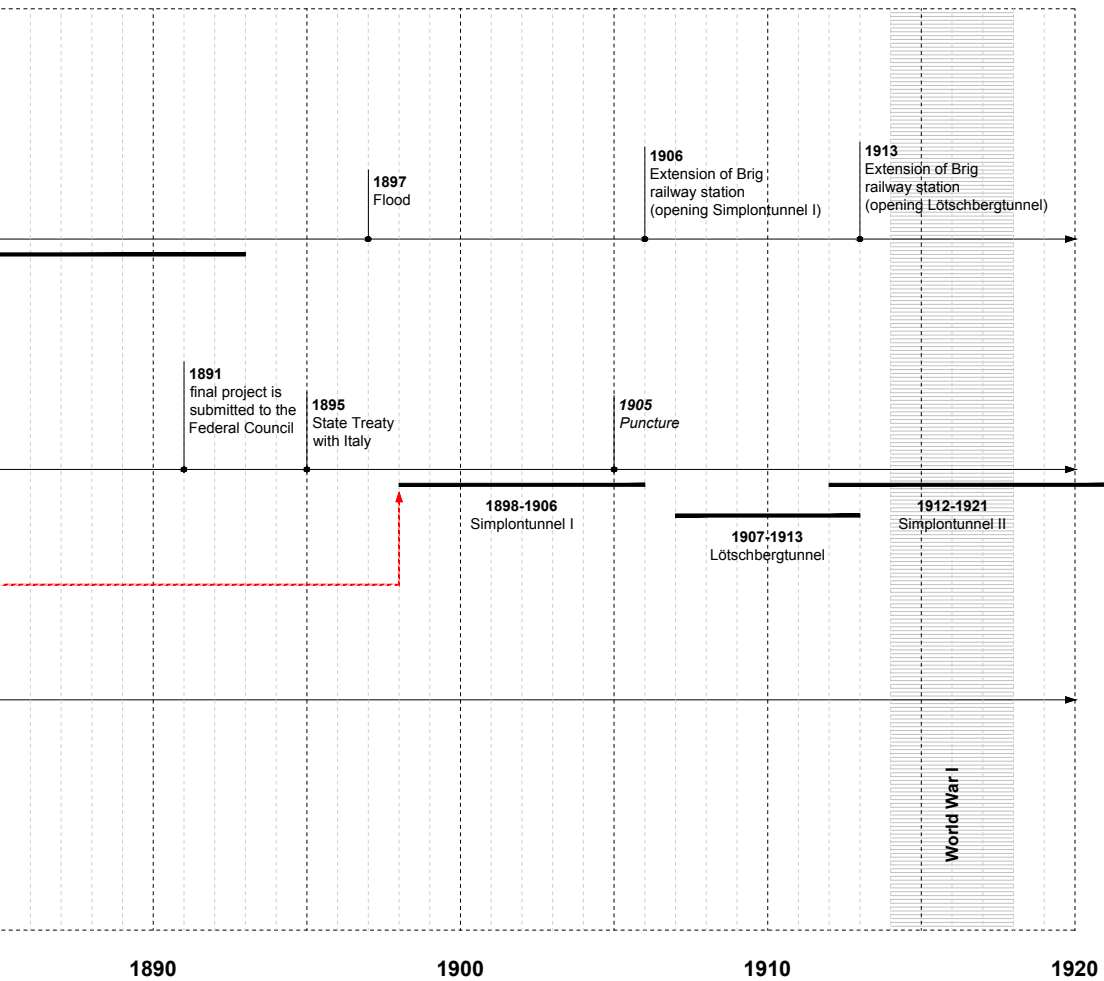 1906
Extension of Brig
railway station
(opening Simplontunnel I)
1913
Extension of Brig
railway station
(opening Lötschbergtunnel)
1897
Flood
1891
final project is
submitted to the
Federal Council
1895
State Treaty
with Italy
1905
Puncture
1898-1906
Simplontunnel I
1907-1913
Lötschbergtunnel
1912-1921
Simplontunnel II
World War I
1890
1900
1910
1920